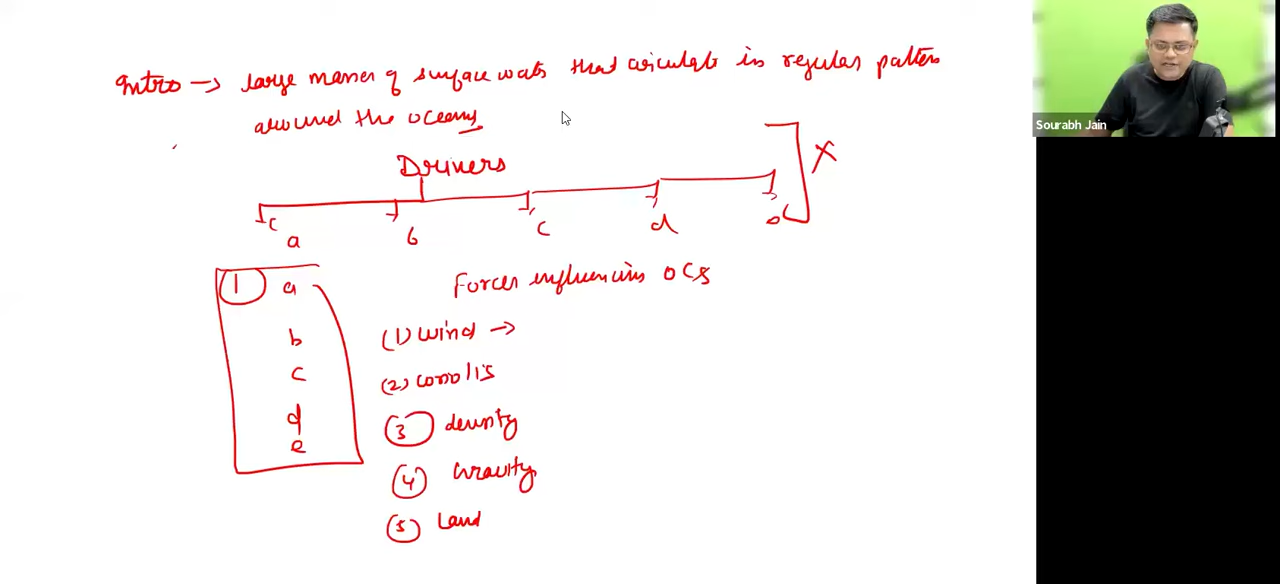 Intro → large masses of surface water that circulate in regular pattern
around the oceans
Sourabh Jain
Drivers
X
a b c d e
Forces influencing OCs
1 a
b
c
d
e
(1) wind →
(2) coriolis
3 density
4 Gravity
5 Land